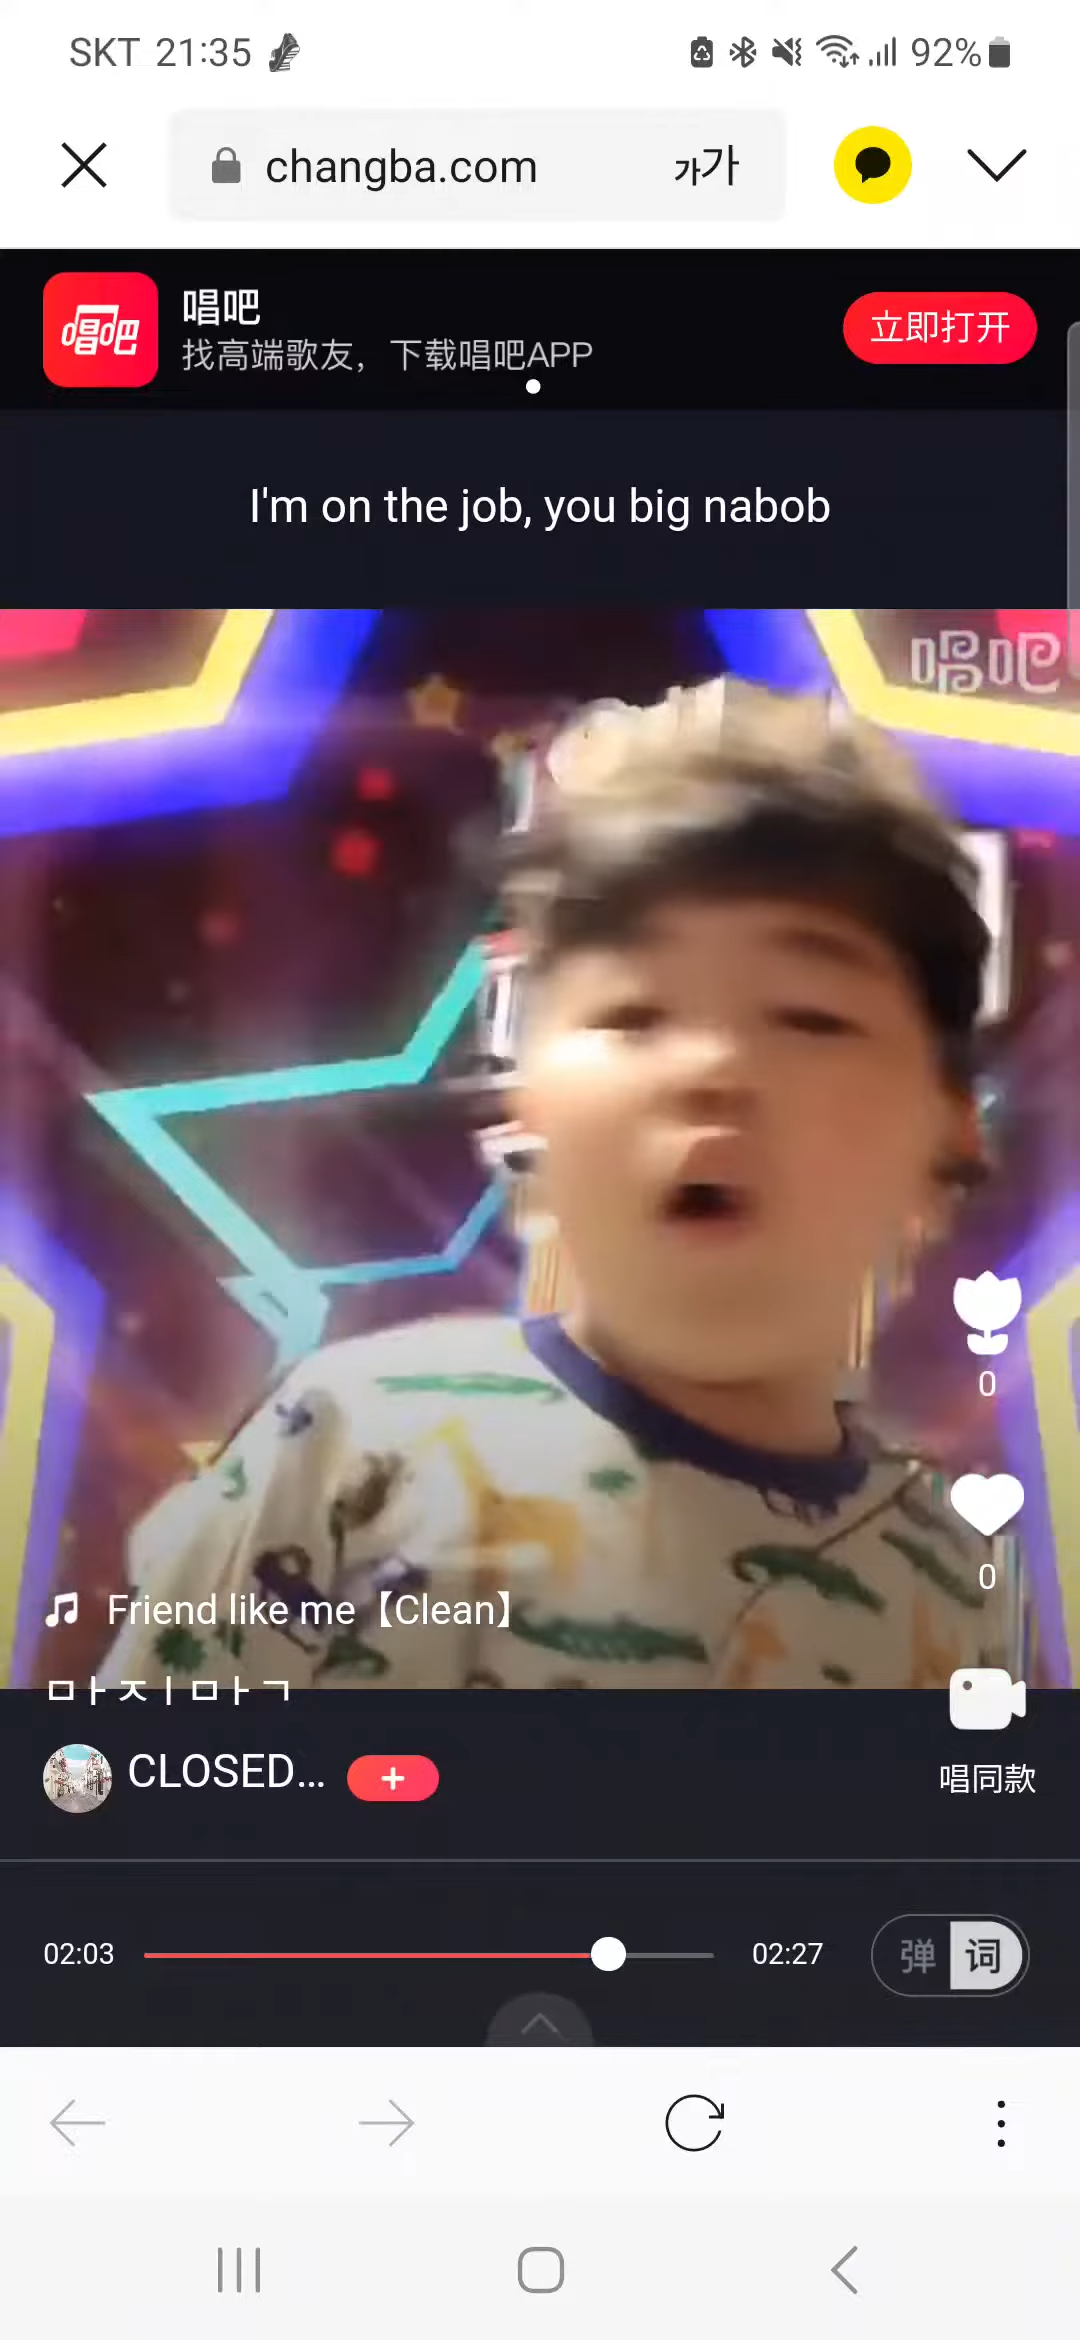 SKT 21:35 92%
changba.com 가가
唱吧
唱吧
找高端歌友，下载唱吧APP
立即打开
I'm on the job, you big nabob
唱吧
0
0
Friend like me【Clean】
ㅁㅏㅈㅣㅁㅏㄱ
CLOSED...
唱同款
02:03 02:27 弹 词